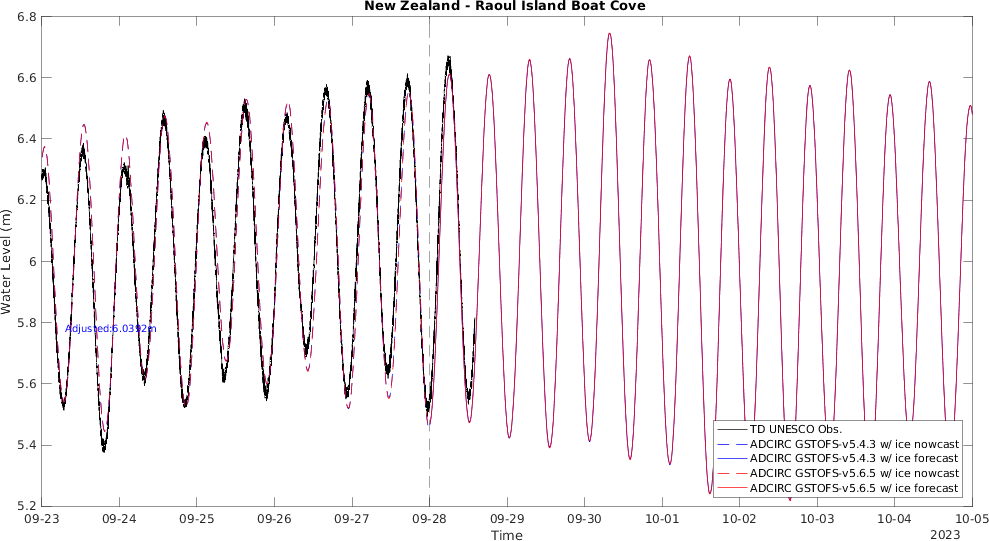 New Zealand - Raoul Island Boat Cove
6.8
6.6
6.4
6.2
6
5.8
5.6
5.4
5.2
Water Level (m)
Adjusted:6.0392m
TD UNESCO Obs.
ADCIRC GSTOFS-v5.4.3 w/ ice nowcast
ADCIRC GSTOFS-v5.4.3 w/ ice forecast
ADCIRC GSTOFS-v5.6.5 w/ ice nowcast
ADCIRC GSTOFS-v5.6.5 w/ ice forecast
09-23 09-24 09-25 09-26 09-27 09-28 09-29 09-30 10-01 10-02 10-03 10-04 10-05
Time
2023